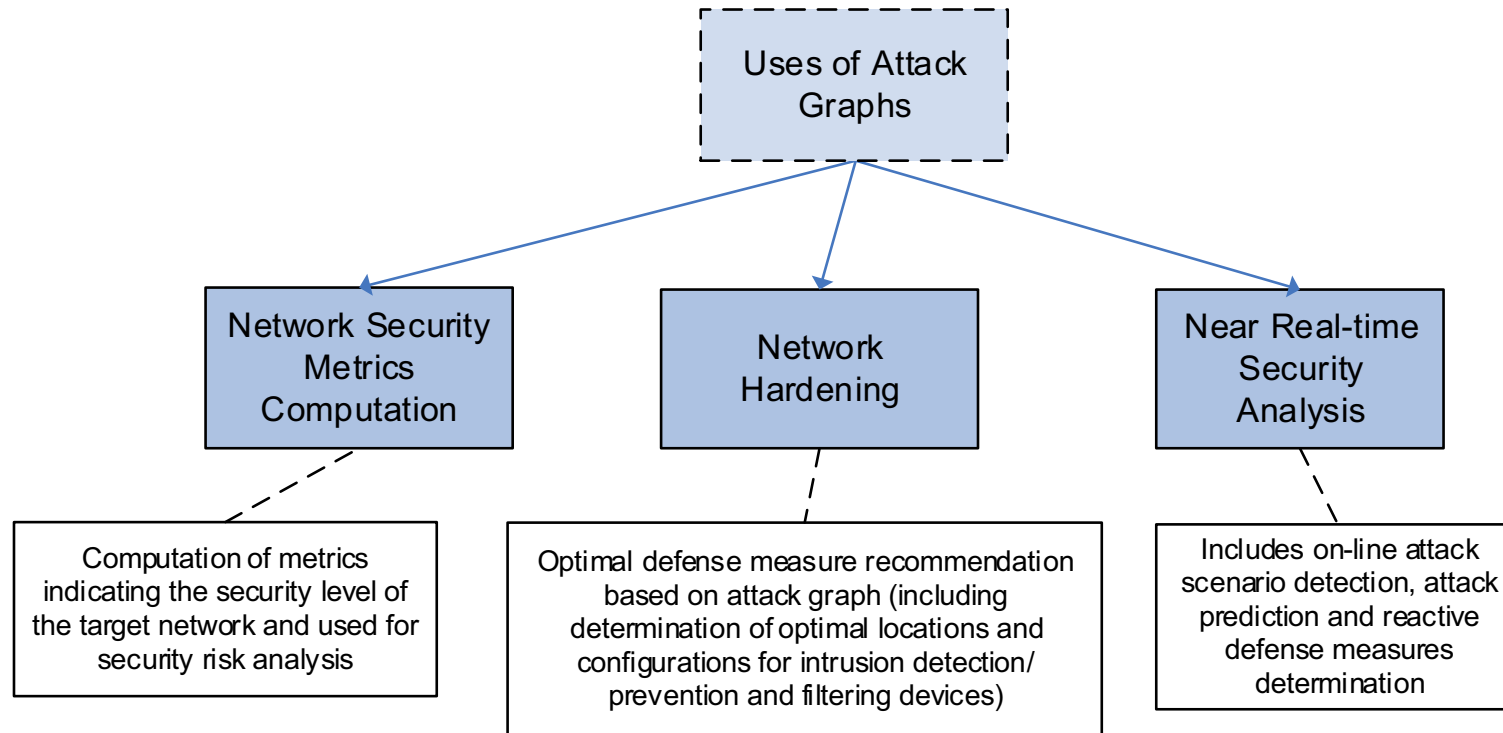 Uses of Attack
Graphs
Network Security
Metrics
Computation
Network
Hardening
Near Real-time
Security
Analysis
Computation of metrics
indicating the security level of
the target network and used for
security risk analysis
Optimal defense measure recommendation
based on attack graph (including
determination of optimal locations and
configurations for intrusion detection/
prevention and filtering devices)
Includes on-line attack
scenario detection, attack
prediction and reactive
defense measures
determination